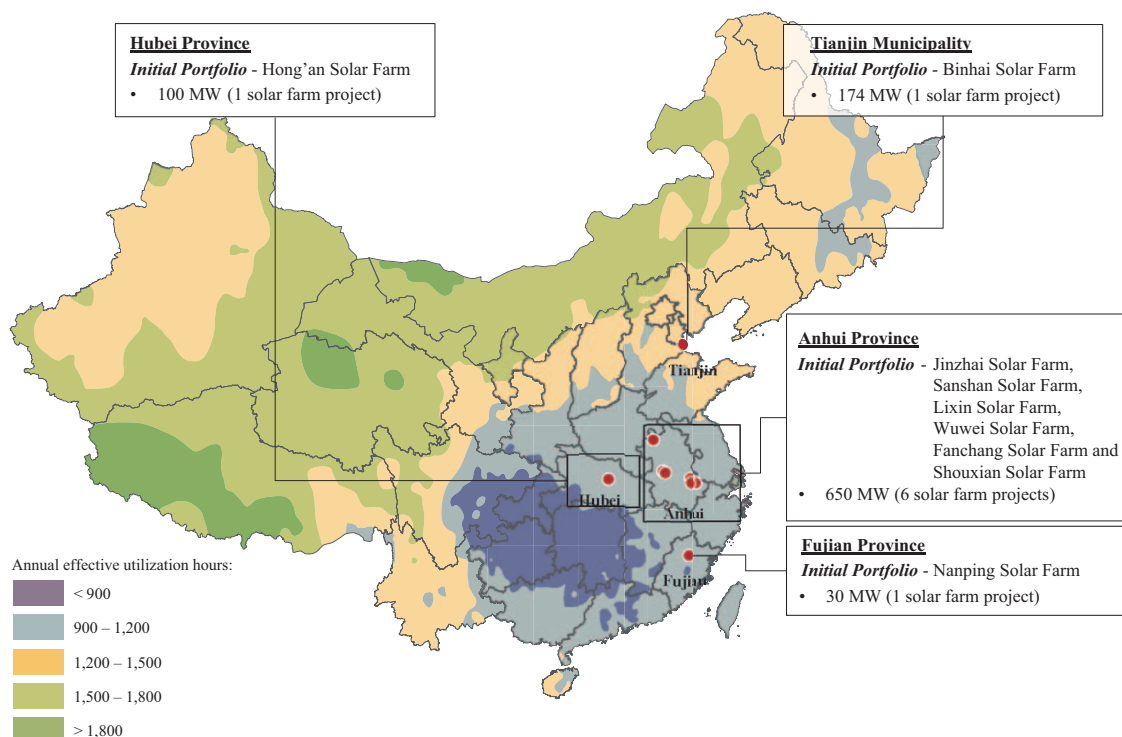 Hubei Province
Initial Portfolio - Hong’an Solar Farm
• 100 MW (1 solar farm project)
Tianjin Municipality
Initial Portfolio - Binhai Solar Farm
• 174 MW (1 solar farm project)
Anhui Province
Initial Portfolio - Jinzhai Solar Farm,
Sanshan Solar Farm,
Lixin Solar Farm,
Wuwei Solar Farm,
Fanchang Solar Farm and
Shouxian Solar Farm
• 650 MW (6 solar farm projects)
Fujian Province
Initial Portfolio - Nanping Solar Farm
• 30 MW (1 solar farm project)
Tianjin
Hubei
Anhui
Fujian
Annual effective utilization hours:
< 900
900 – 1,200
1,200 – 1,500
1,500 – 1,800
> 1,800